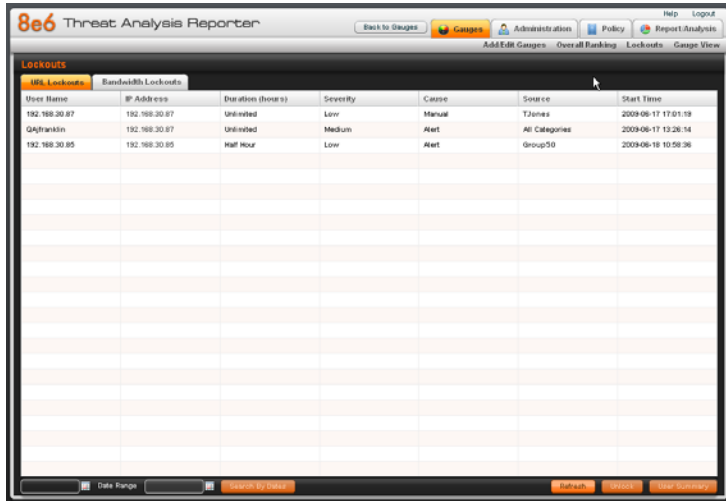 Help Logout
8e6 Threat Analysis Reporter
Back to Gauges Gauges Administration Policy Report/Analysis
Add/Edit Gauges Overall Ranking Lockouts Gauge View
Lockouts
URL Lockouts Bandwidth Lockouts
User Name IP Address Duration (hours) Severity Cause Source Start Time
192.168.30.87 192.168.30.87 Unlimited Low Manual TJones 2009-06-17 17:01:19
QA\jfranklin 192.168.30.87 Unlimited Medium Alert All Categories 2009-06-17 13:26:14
192.168.30.85 192.168.30.85 Half Hour Low Alert Group50 2009-06-18 10:58:36
Date Range Search By Dates Refresh Unlock User Summary